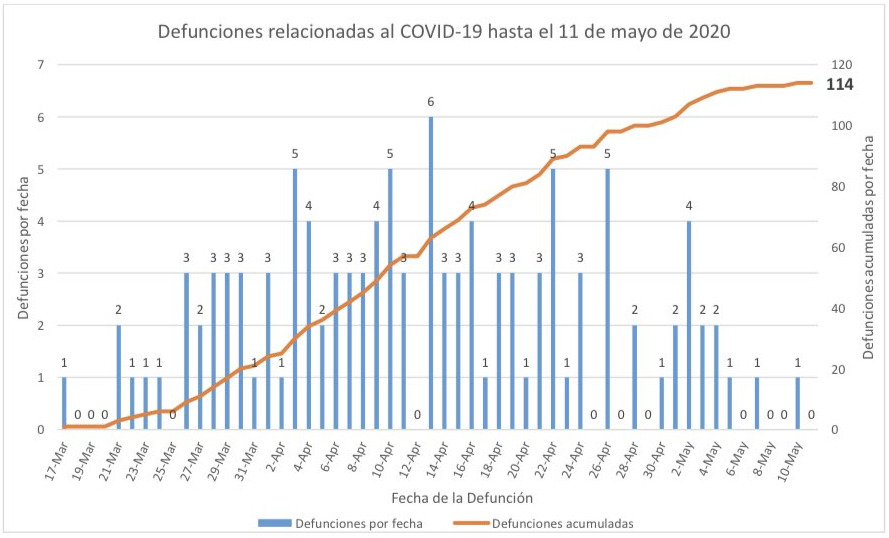 Defunciones relacionadas al COVID-19 hasta el 11 de mayo de 2020
7
6
5
4
3
2
1
0
Defunciones por fecha
120
100
80
60
40
20
0
Defunciones acumuladas por fecha
114
1
0
0
0
2
1
1
1
0
3
2
3
3
3
1
3
1
5
4
2
3
3
3
4
5
3
0
6
3
3
4
1
3
3
1
3
5
1
3
0
5
0
2
0
1
2
4
2
2
1
0
1
0
0
1
0
17-Mar
19-Mar
21-Mar
23-Mar
25-Mar
27-Mar
29-Mar
31-Mar
2-Apr
4-Apr
6-Apr
8-Apr
10-Apr
12-Apr
14-Apr
16-Apr
18-Apr
20-Apr
22-Apr
24-Apr
26-Apr
28-Apr
30-Apr
2-May
4-May
6-May
8-May
10-May
Fecha de la Defunción
Defunciones por fecha
Defunciones acumuladas